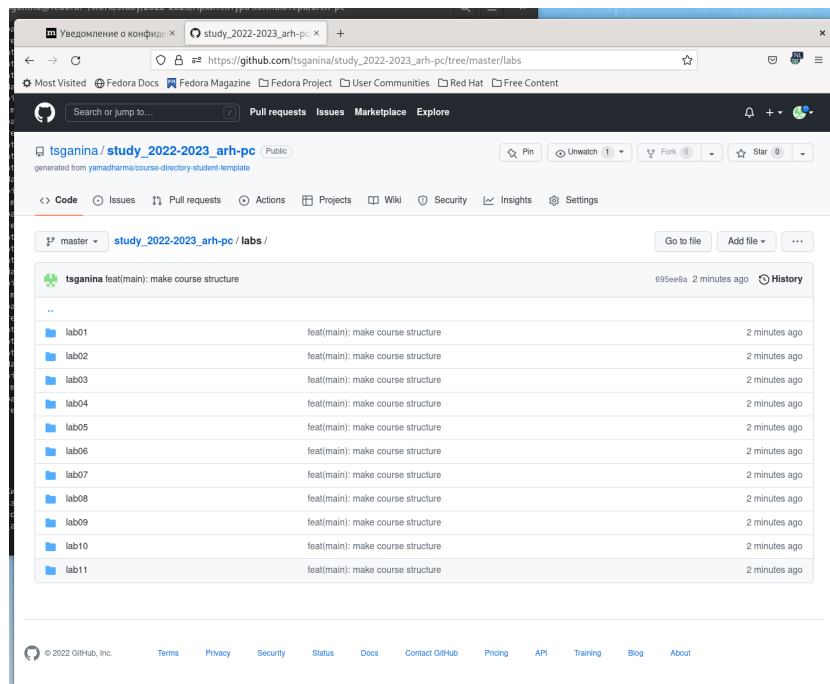 Уведомление о конфиде
study_2022-2023_arh-pc/
https://github.com/tsganina/study_2022-2023_arh-pc/tree/master/labs
NL
Most Visited Fedora Docs Fedora Magazine Fedora Project User Communities Red Hat Free Content
Search or jump to... / Pull requests Issues Marketplace Explore
tsganina / study_2022-2023_arh-pc Public
Pin Unwatch 1 Fork 0 Star 0
generated from yamadharma/course-directory-student-template
Code Issues Pull requests Actions Projects Wiki Security Insights Settings
master study_2022-2023_arh-pc / labs / Go to file Add file ...
tsganina feat(main): make course structure 695ee0a 2 minutes ago History
..
lab01 feat(main): make course structure 2 minutes ago
lab02 feat(main): make course structure 2 minutes ago
lab03 feat(main): make course structure 2 minutes ago
lab04 feat(main): make course structure 2 minutes ago
lab05 feat(main): make course structure 2 minutes ago
lab06 feat(main): make course structure 2 minutes ago
lab07 feat(main): make course structure 2 minutes ago
lab08 feat(main): make course structure 2 minutes ago
lab09 feat(main): make course structure 2 minutes ago
lab10 feat(main): make course structure 2 minutes ago
lab11 feat(main): make course structure 2 minutes ago
© 2022 GitHub, Inc. Terms Privacy Security Status Docs Contact GitHub Pricing API Training Blog About